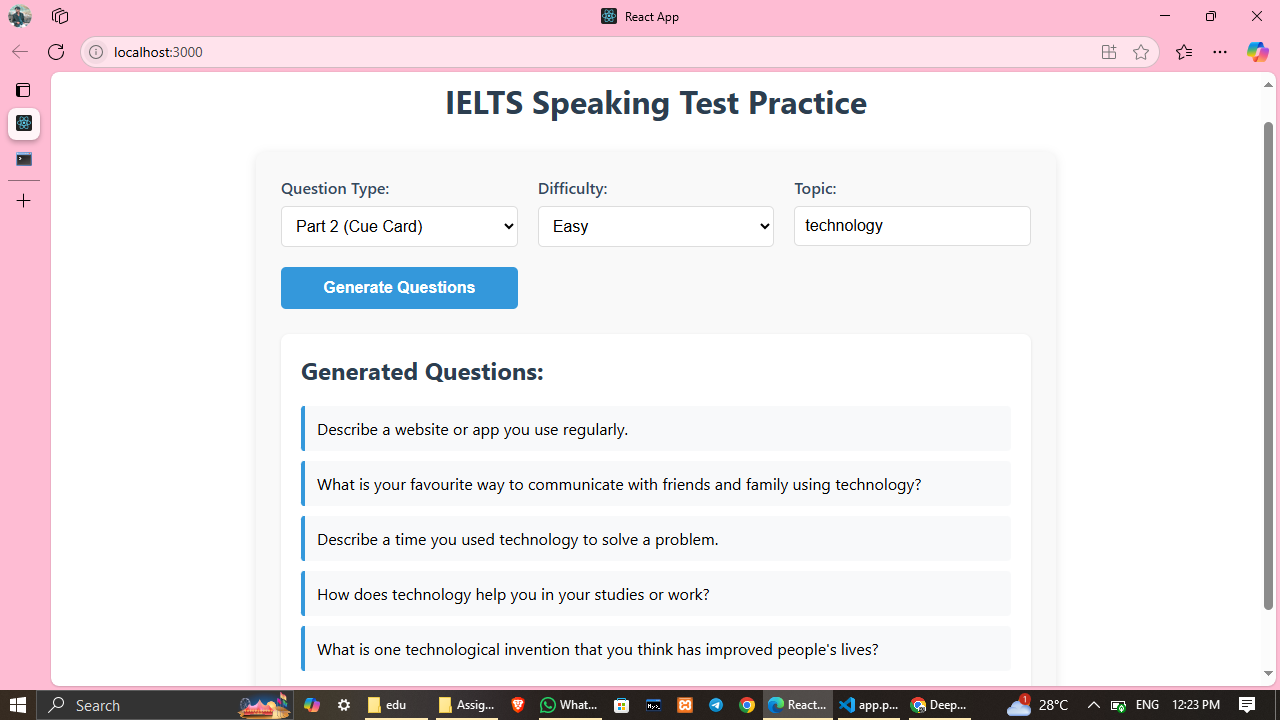 React App
localhost:3000
IELTS Speaking Test Practice
Question Type:
Difficulty:
Topic:
Part 2 (Cue Card)
Easy
technology
Generate Questions
Generated Questions:
Describe a website or app you use regularly.
What is your favourite way to communicate with friends and family using technology?
Describe a time you used technology to solve a problem.
How does technology help you in your studies or work?
What is one technological invention that you think has improved people's lives?
Search
edu
Assig...
What...
React...
app.p...
Deep...
1
28°C
ENG
12:23 PM